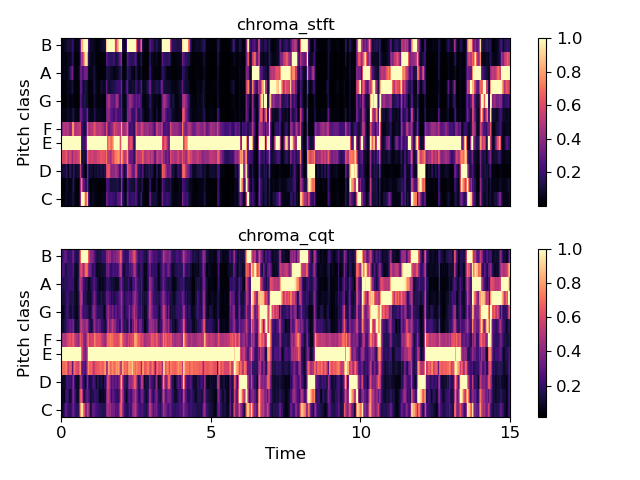 chroma_stft
Pitch class
B
A
G
F
E
D
C
1.0
0.8
0.6
0.4
0.2
chroma_cqt
Pitch class
B
A
G
F
E
D
C
1.0
0.8
0.6
0.4
0.2
0 5 10 15
Time